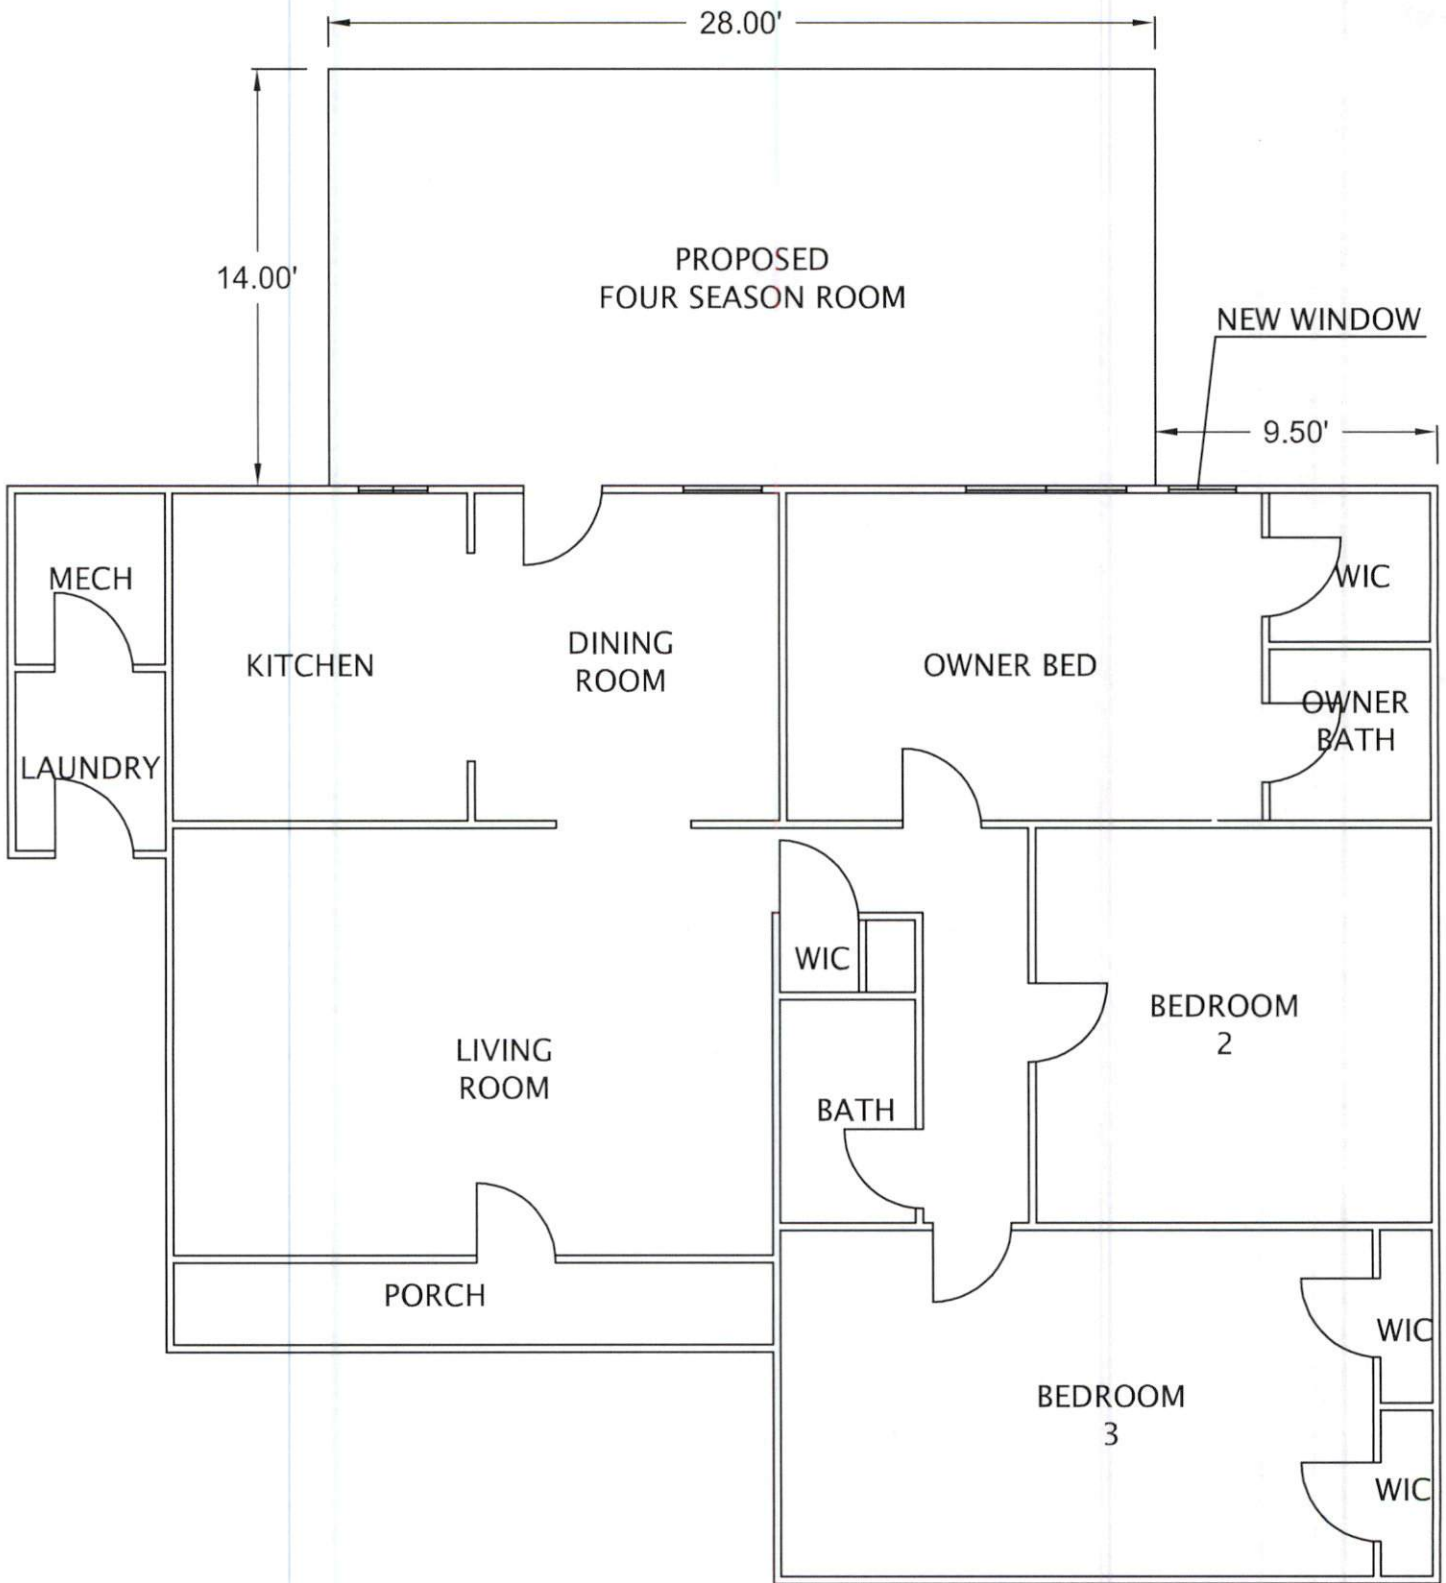 28.00'
14.00'
PROPOSED
FOUR SEASON ROOM
NEW WINDOW
9.50'
MECH
WIC
KITCHEN
DINING
ROOM
OWNER BED
OWNER
BATH
LAUNDRY
WIC
BEDROOM
2
LIVING
ROOM
BATH
PORCH
WIC
BEDROOM
3
WIC